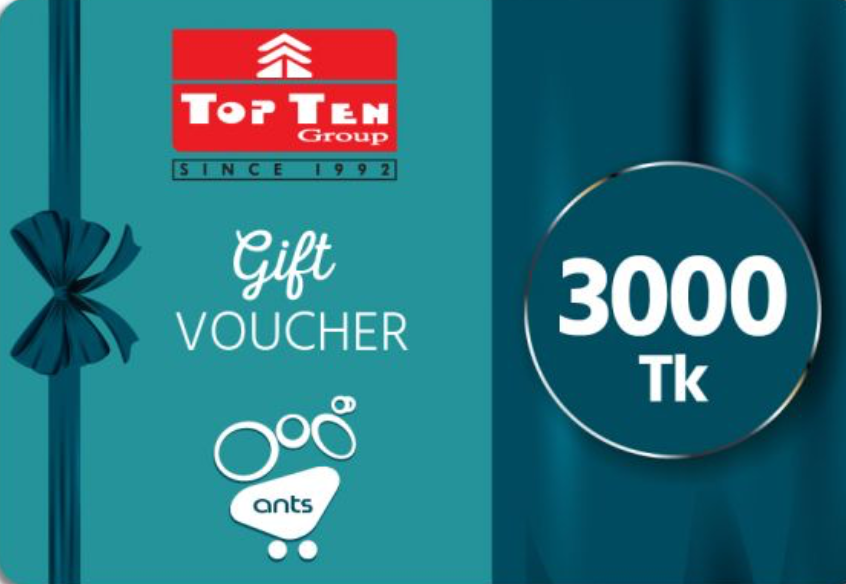 TOP TEN
Group
SINCE 1992
Gift
VOUCHER
ants
3000
Tk